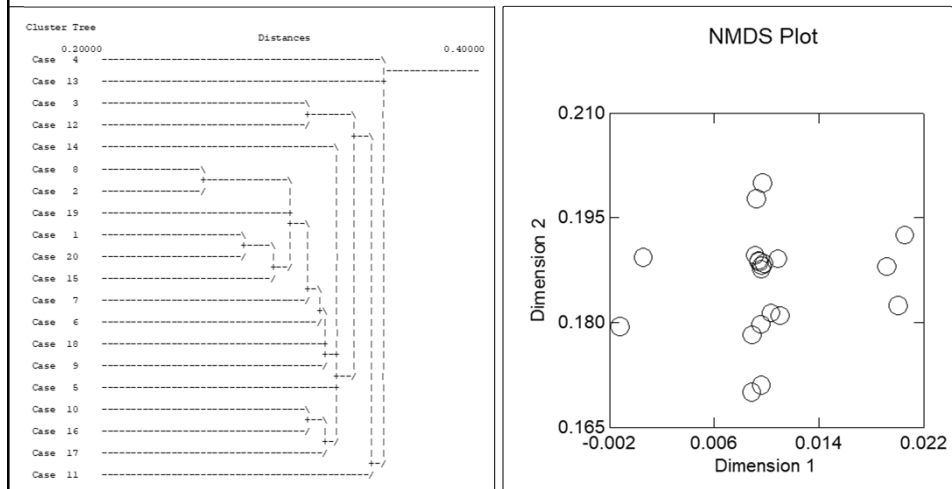 Cluster Tree
Distances
0.20000 0.40000
Case 4
Case 13
Case 3
Case 12
Case 14
Case 8
Case 2
Case 19
Case 1
Case 20
Case 15
Case 7
Case 6
Case 18
Case 9
Case 5
Case 10
Case 16
Case 17
Case 11
NMDS Plot
0.210
0.195
0.180
0.165
Dimension 2
-0.002 0.006 0.014 0.022
Dimension 1